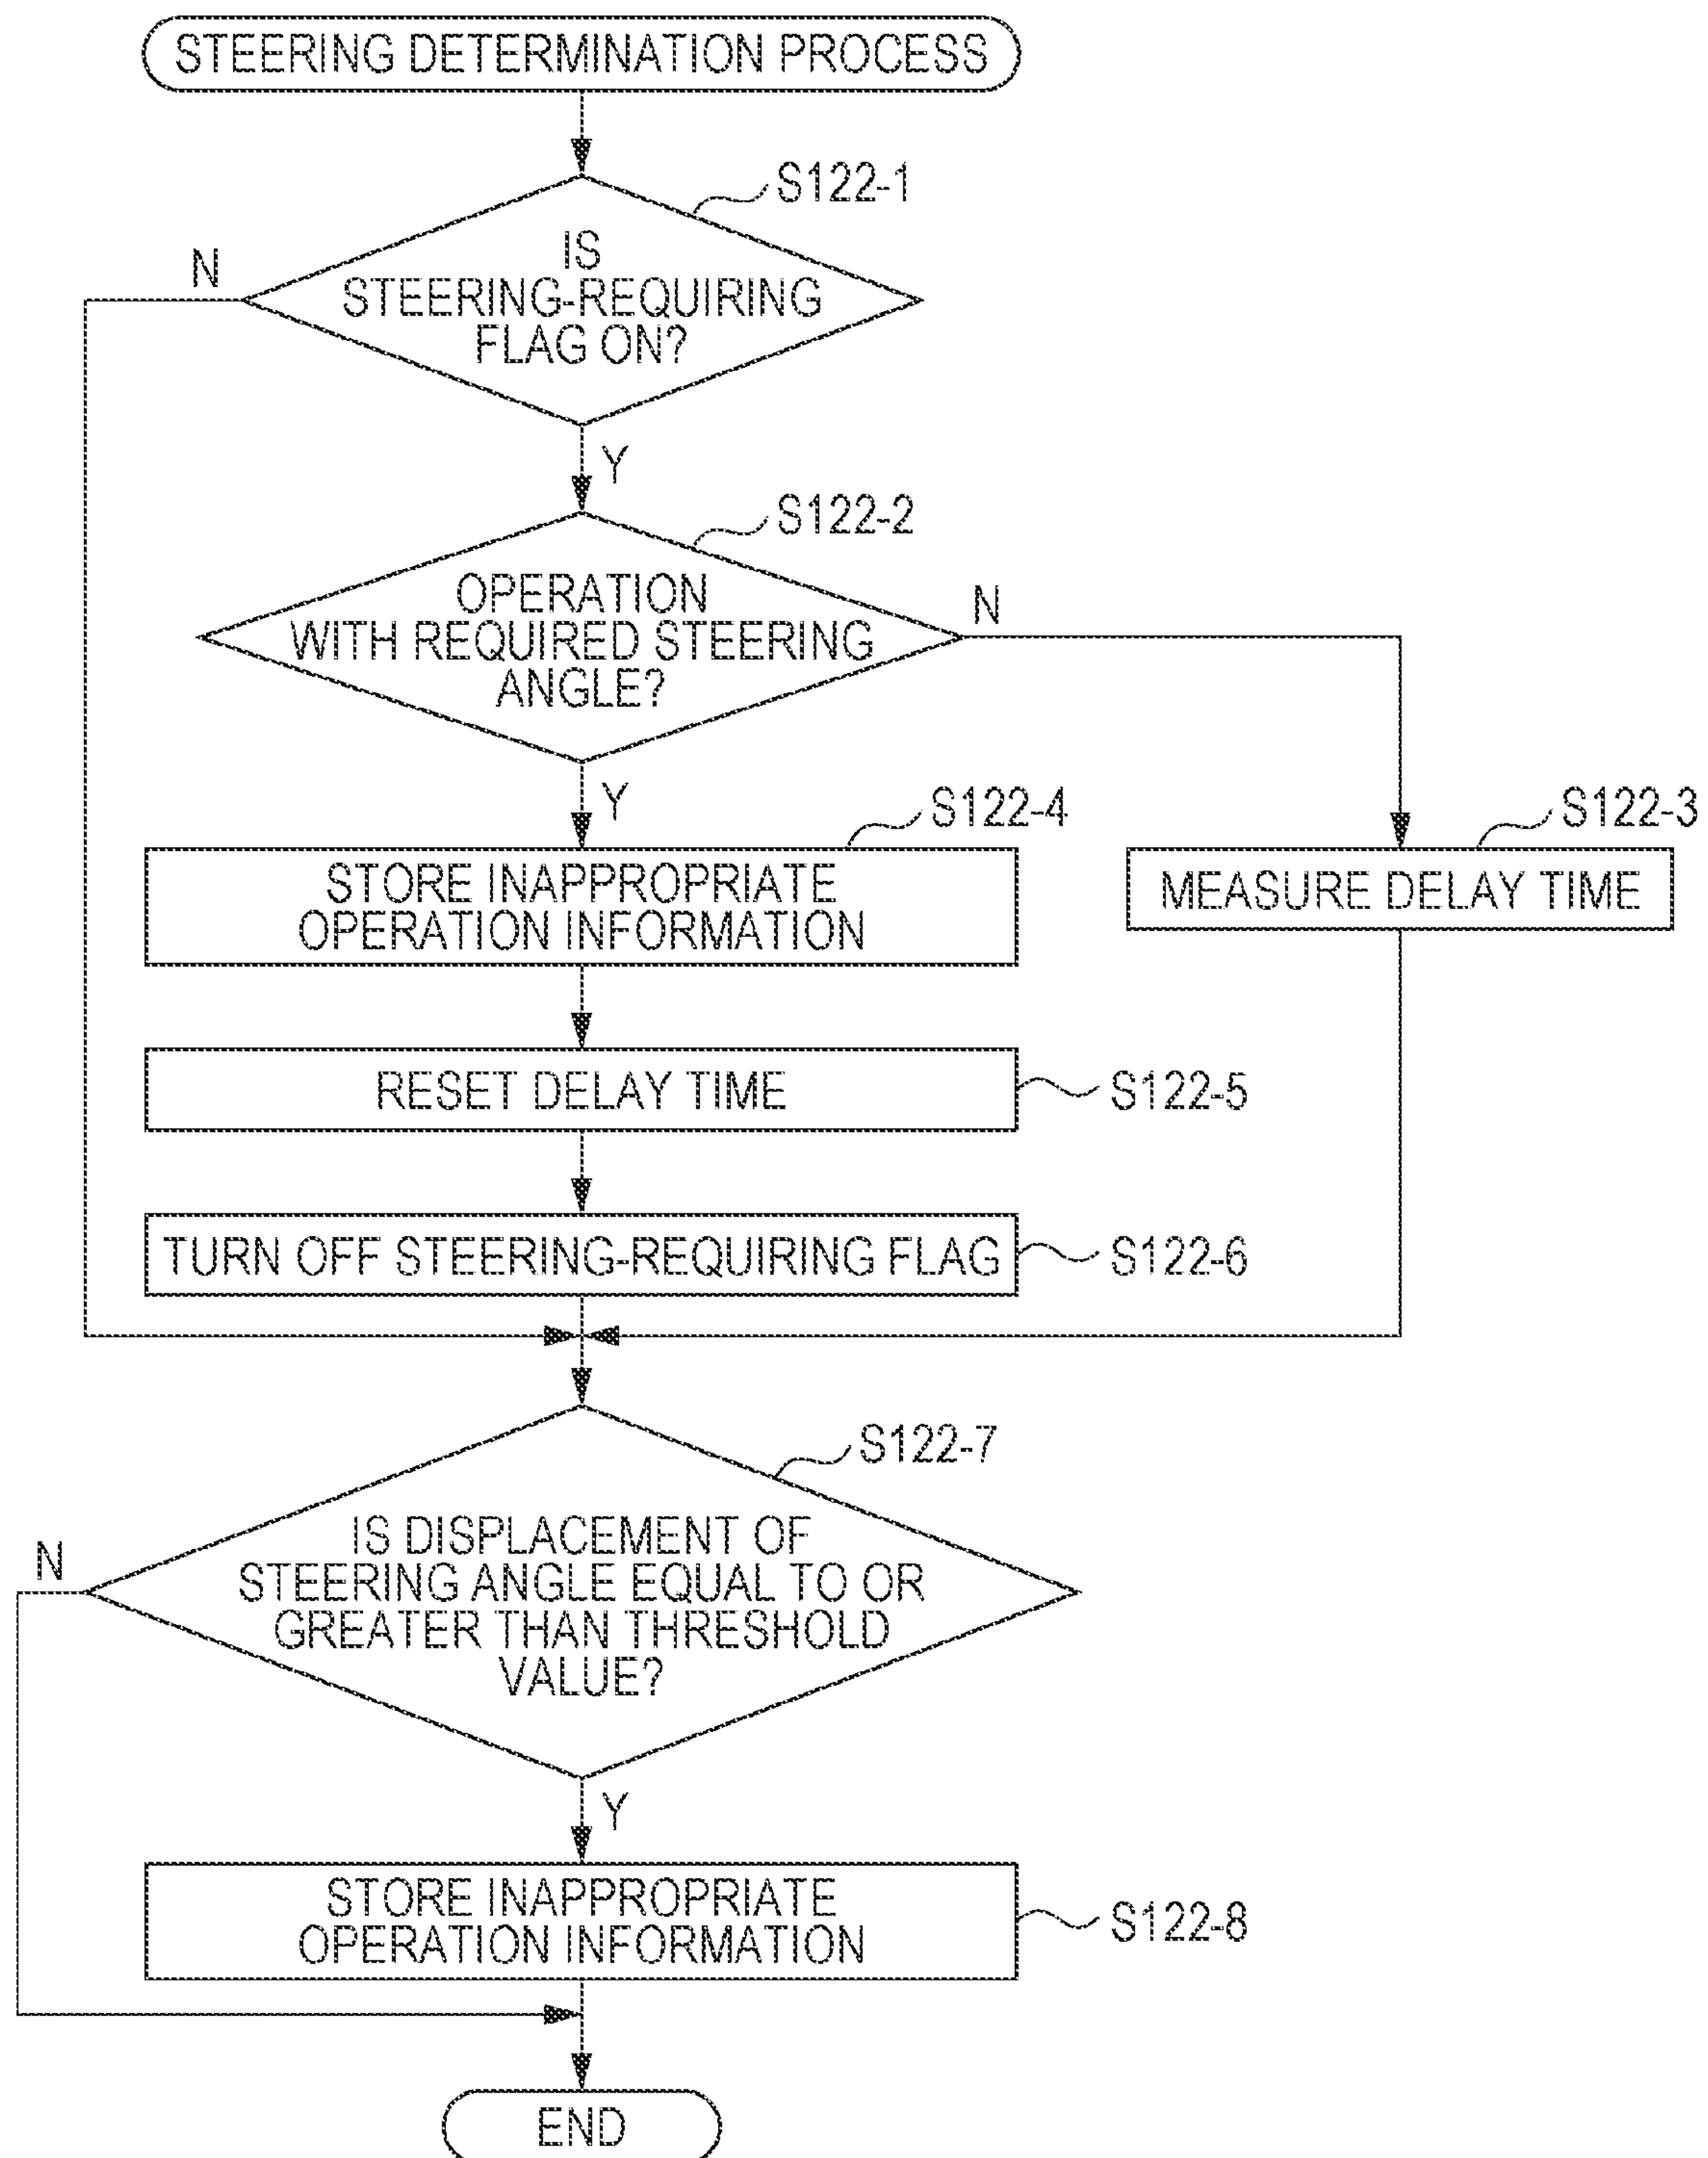 STEERING DETERMINATION PROCESS
S122-1
N
IS
STEERING-REQUIRING
FLAG ON?
Y
S122-2
OPERATION
WITH REQUIRED STEERING
ANGLE?
N
Y
S122-4
S122-3
STORE INAPPROPRIATE
OPERATION INFORMATION
MEASURE DELAY TIME
RESET DELAY TIME
S122-5
TURN OFF STEERING-REQUIRING FLAG
S122-6
S122-7
N
IS DISPLACEMENT OF
STEERING ANGLE EQUAL TO OR
GREATER THAN THRESHOLD
VALUE?
Y
STORE INAPPROPRIATE
OPERATION INFORMATION
S122-8
END